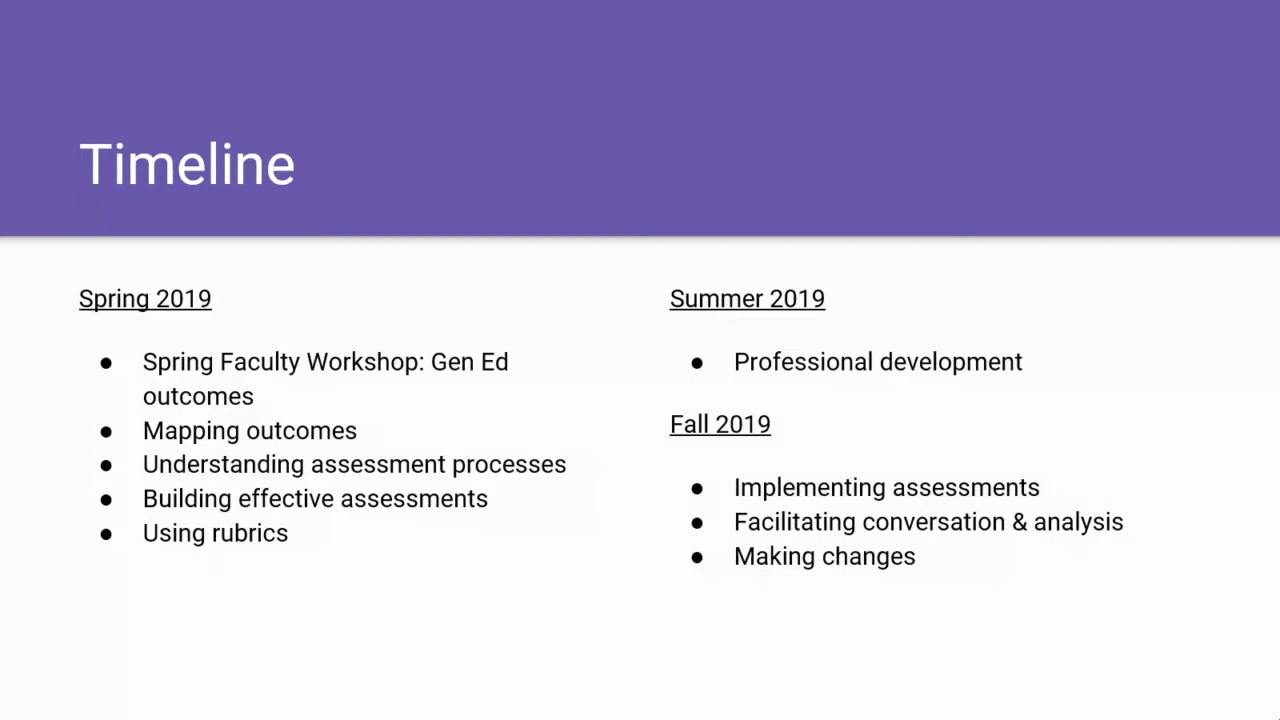 Timeline
Spring 2019
● Spring Faculty Workshop: Gen Ed
outcomes
● Mapping outcomes
● Understanding assessment processes
● Building effective assessments
● Using rubrics
Summer 2019
● Professional development
Fall 2019
● Implementing assessments
● Facilitating conversation & analysis
● Making changes